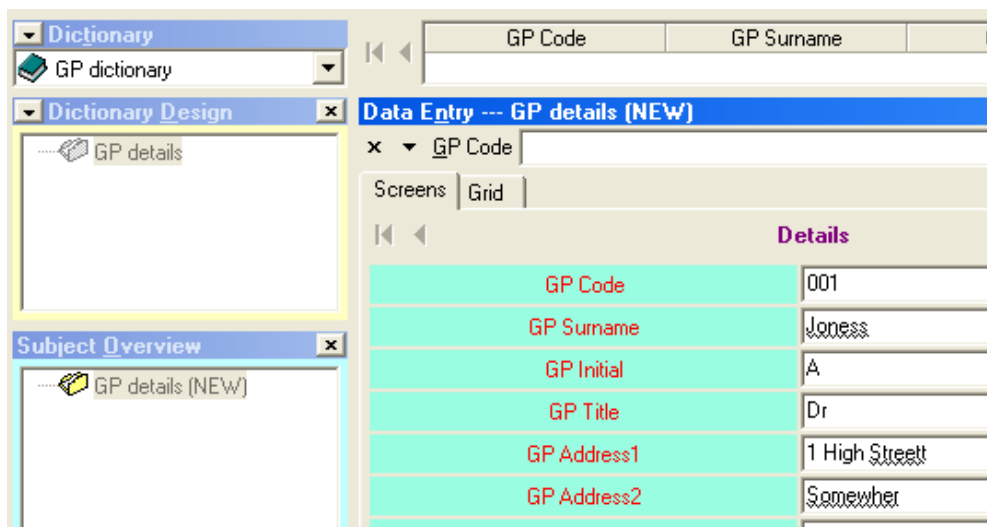 Dictionary
GP dictionary
Dictionary Design
GP details
Subject Overview
GP details (NEW)
GP Code GP Surname
Data Entry --- GP details (NEW)
GP Code
Screens Grid
Details
GP Code 001
GP Surname Joness
GP Initial A
GP Title Dr
GP Address1 1 High Streett
GP Address2 Somewher